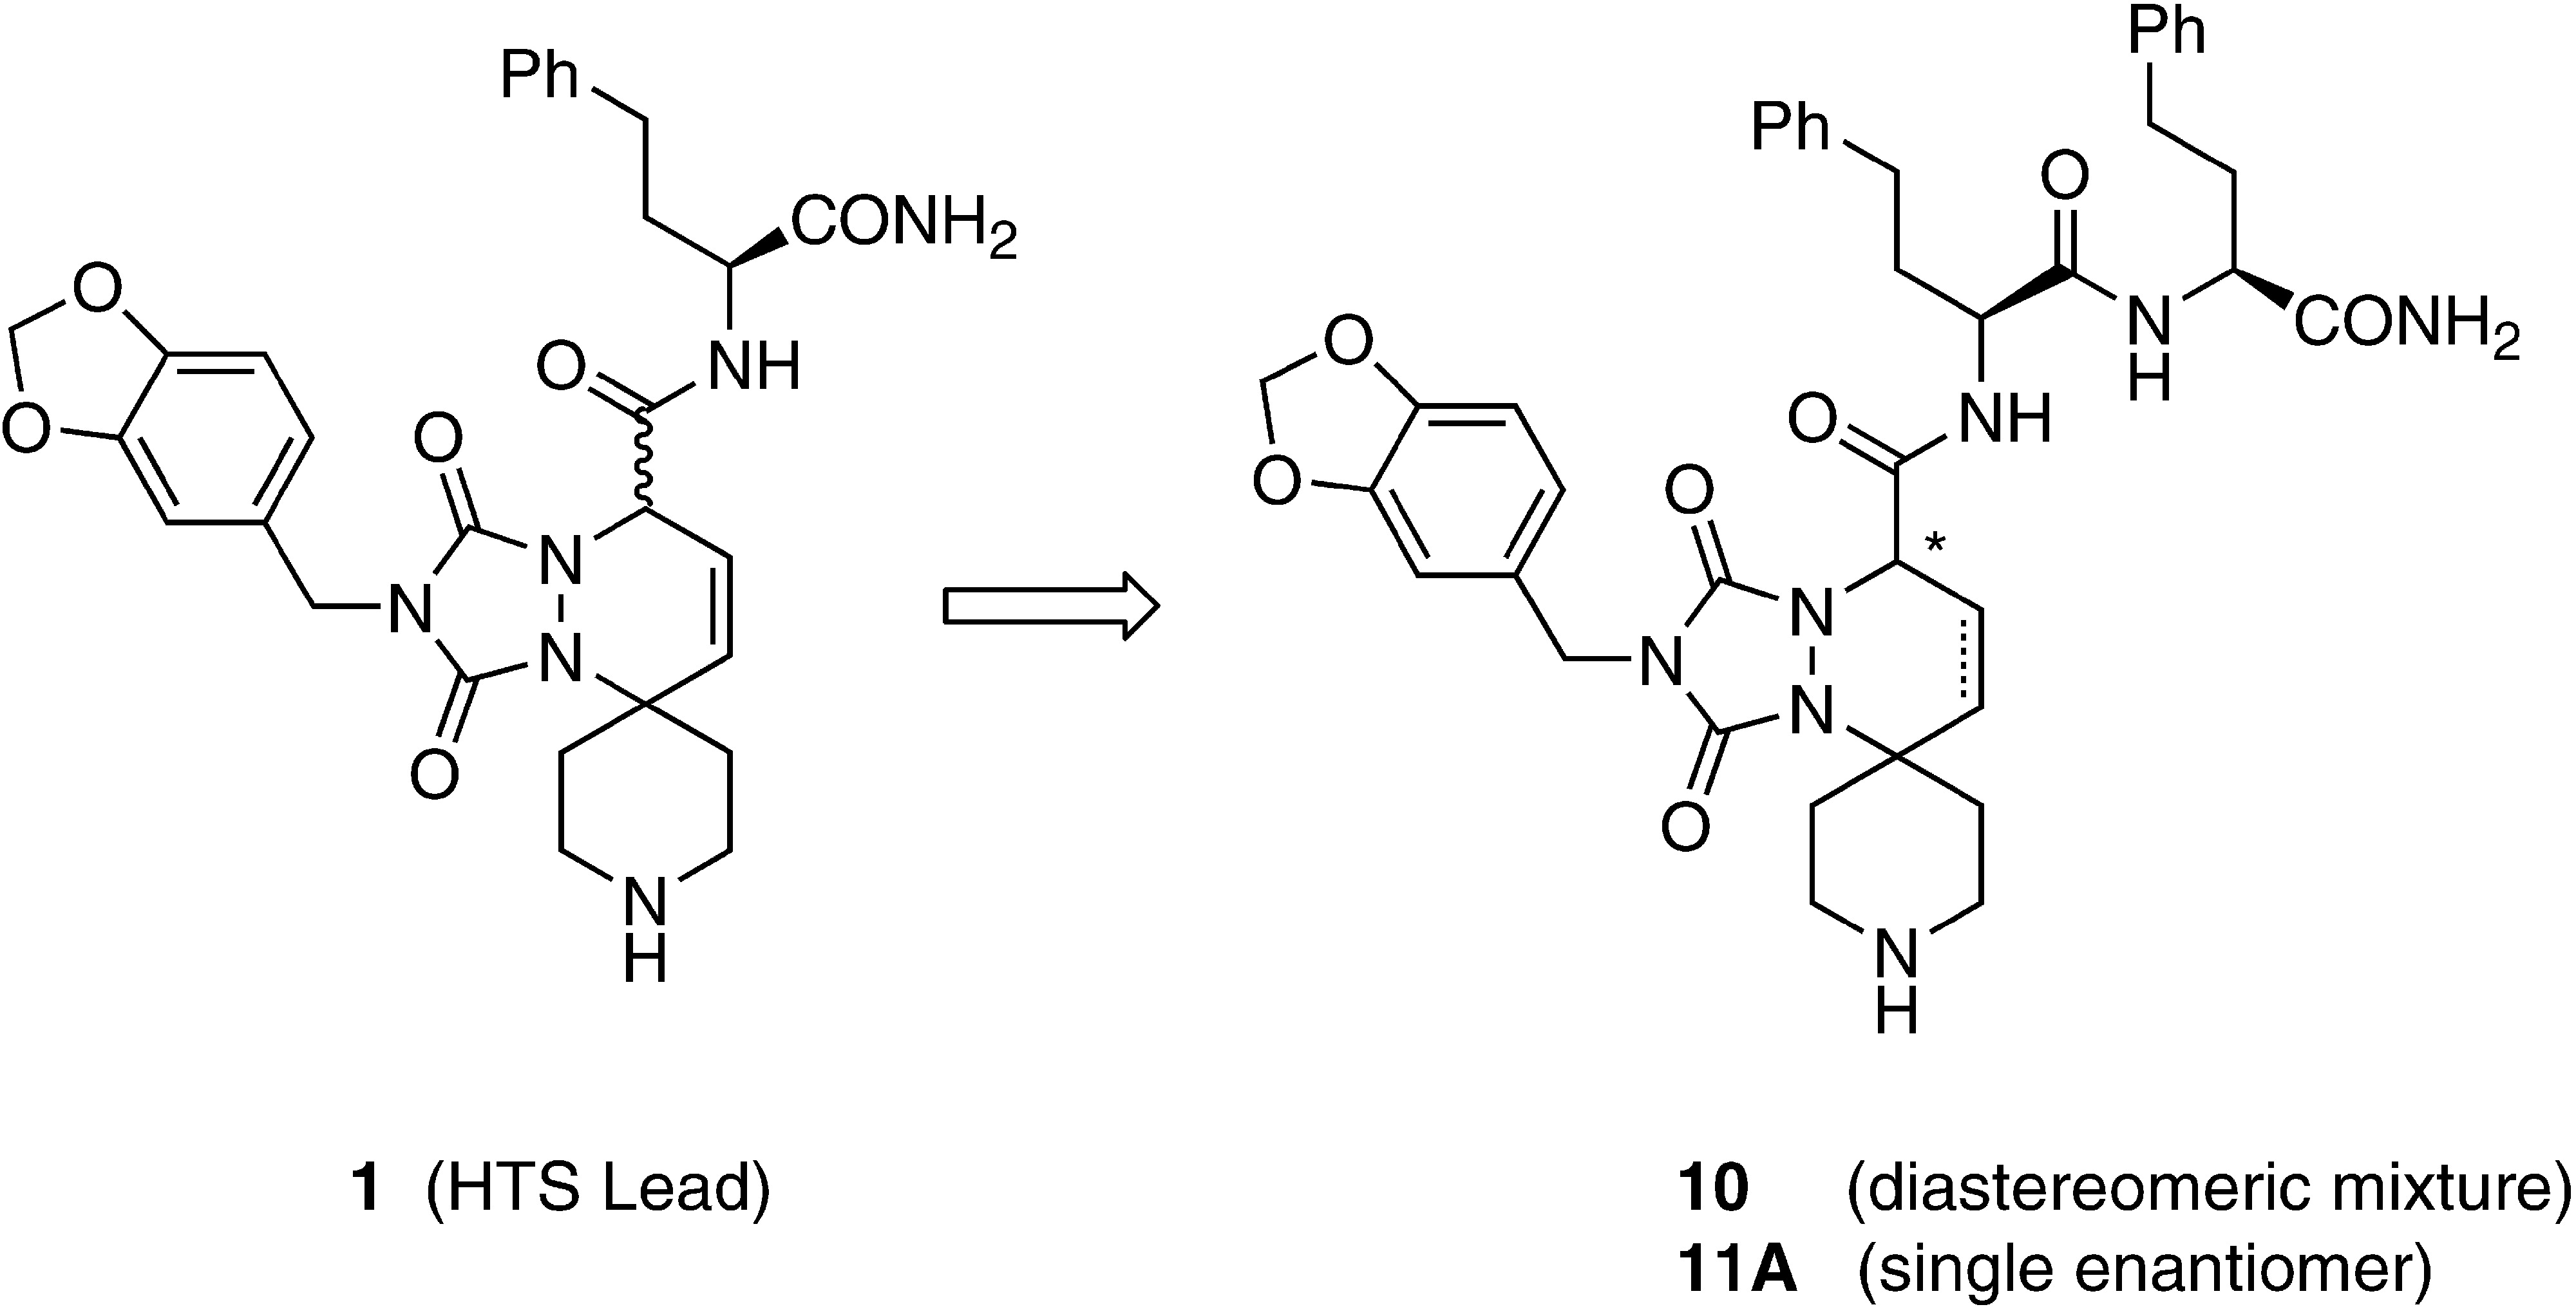 Ph
CONH2
O
O
NH
O
O
N
N
N
O
N
H
1 (HTS Lead)
Ph
Ph
O
N
H
CONH2
O
O
NH
O
O
N
N
N
O
N
H
*
10 (diastereomeric mixture)
11A (single enantiomer)